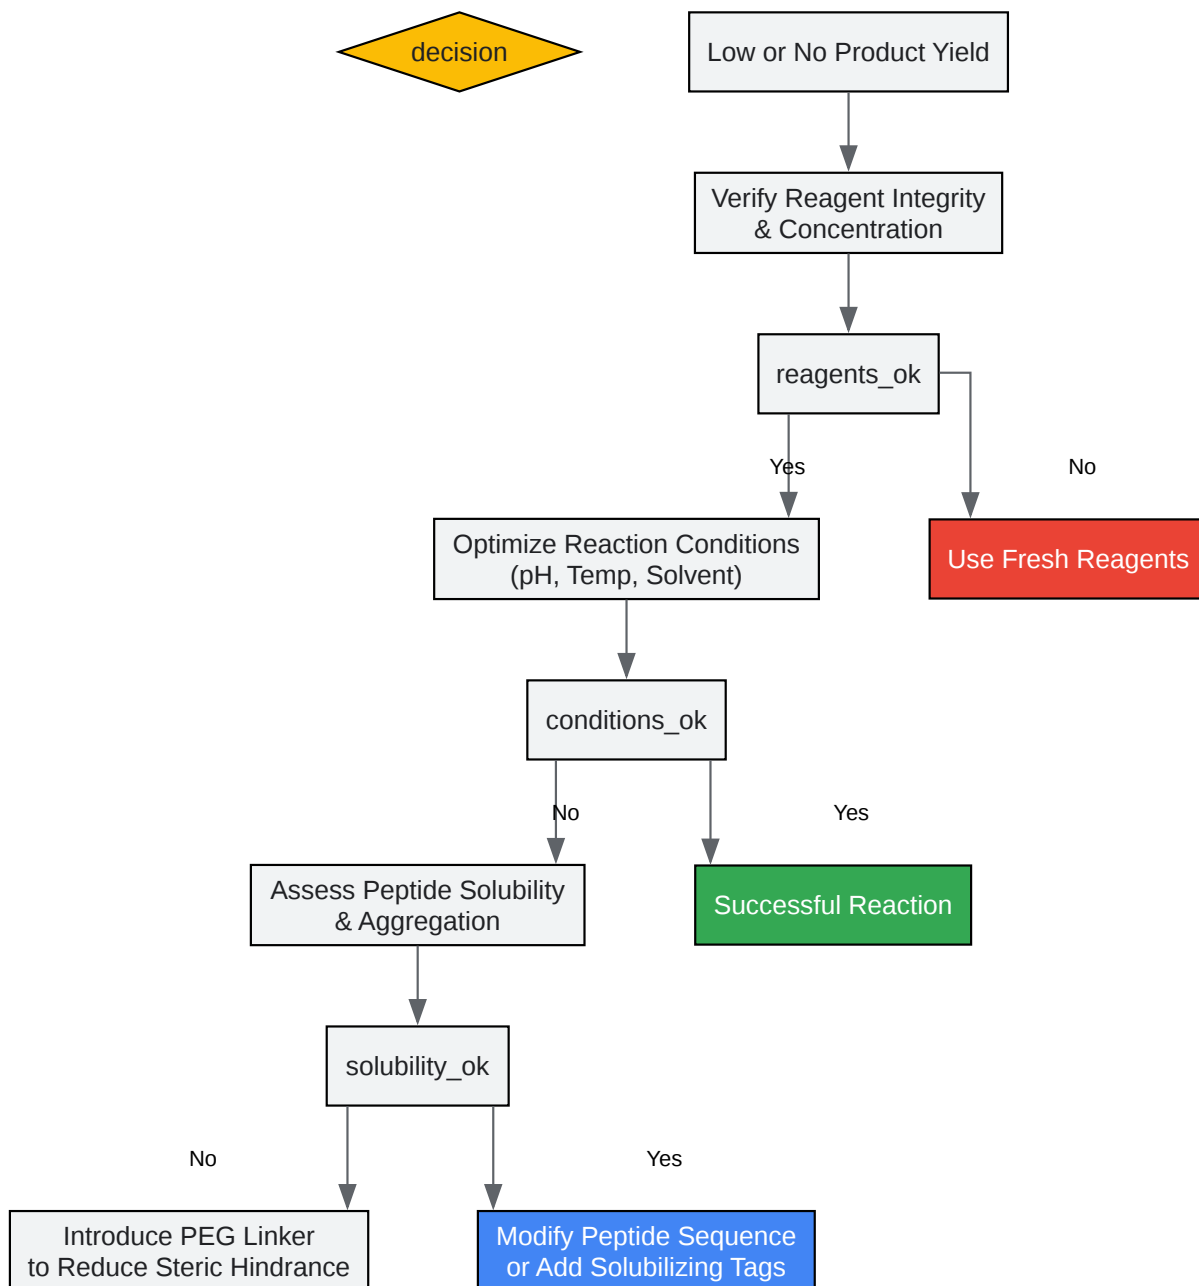 decision
Low or No Product Yield
Verify Reagent Integrity
& Concentration
reagents_ok
Yes
No
Optimize Reaction Conditions
(pH, Temp, Solvent)
Use Fresh Reagents
conditions_ok
No
Yes
Assess Peptide Solubility
& Aggregation
Successful Reaction
solubility_ok
No
Yes
Introduce PEG Linker
to Reduce Steric Hindrance
Modify Peptide Sequence
or Add Solubilizing Tags